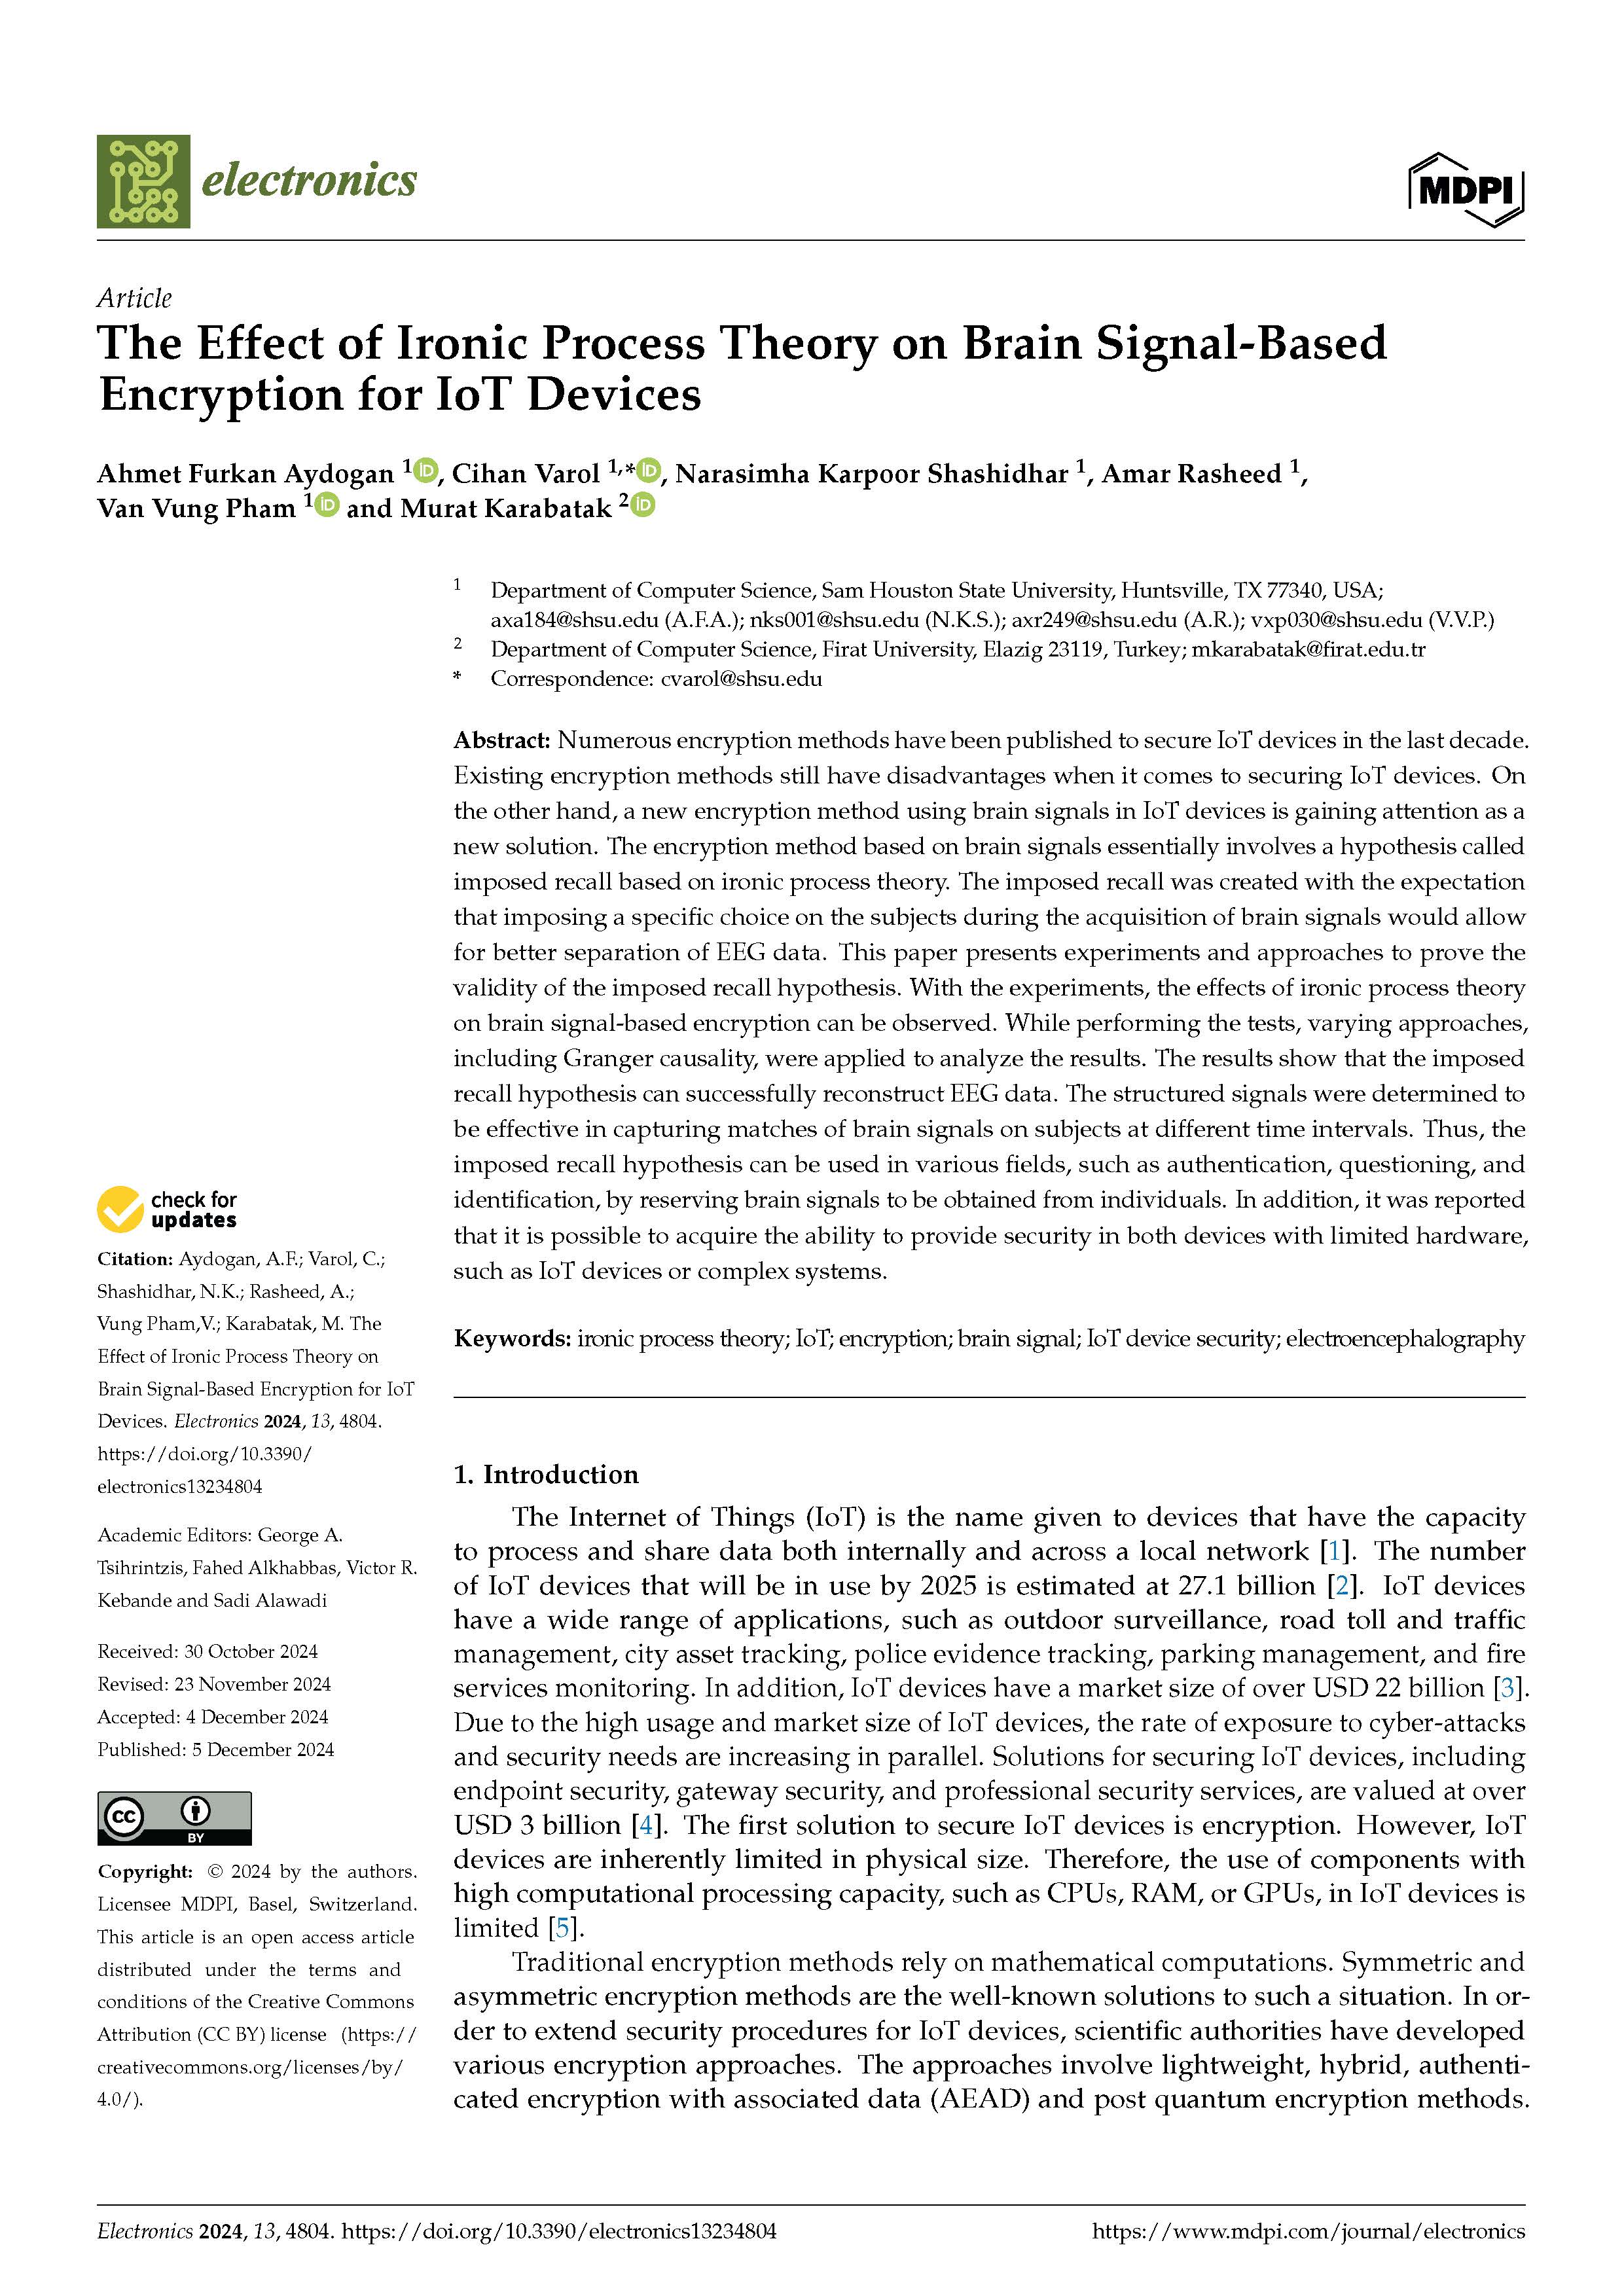 electronics
MDPI
Article
The Effect of Ironic Process Theory on Brain Signal-Based
Encryption for IoT Devices
Ahmet Furkan Aydogan 1 iD, Cihan Varol 1,* iD, Narasimha Karpoor Shashidhar 1, Amar Rasheed 1,
Van Vung Pham 1 iD and Murat Karabatak 2 iD
1 Department of Computer Science, Sam Houston State University, Huntsville, TX 77340, USA;
axa184@shsu.edu (A.F.A.); nks001@shsu.edu (N.K.S.); axr249@shsu.edu (A.R.); vxp030@shsu.edu (V.V.P.)
2 Department of Computer Science, Firat University, Elazig 23119, Turkey; mkarabatak@firat.edu.tr
* Correspondence: cvarol@shsu.edu
Abstract: Numerous encryption methods have been published to secure IoT devices in the last decade.
Existing encryption methods still have disadvantages when it comes to securing IoT devices. On
the other hand, a new encryption method using brain signals in IoT devices is gaining attention as a
new solution. The encryption method based on brain signals essentially involves a hypothesis called
imposed recall based on ironic process theory. The imposed recall was created with the expectation
that imposing a specific choice on the subjects during the acquisition of brain signals would allow
for better separation of EEG data. This paper presents experiments and approaches to prove the
validity of the imposed recall hypothesis. With the experiments, the effects of ironic process theory
on brain signal-based encryption can be observed. While performing the tests, varying approaches,
including Granger causality, were applied to analyze the results. The results show that the imposed
recall hypothesis can successfully reconstruct EEG data. The structured signals were determined to
be effective in capturing matches of brain signals on subjects at different time intervals. Thus, the
imposed recall hypothesis can be used in various fields, such as authentication, questioning, and
identification, by reserving brain signals to be obtained from individuals. In addition, it was reported
that it is possible to acquire the ability to provide security in both devices with limited hardware,
such as IoT devices or complex systems.
Keywords: ironic process theory; IoT; encryption; brain signal; IoT device security; electroencephalography
check for
updates
Citation: Aydogan, A.F.; Varol, C.;
Shashidhar, N.K.; Rasheed, A.;
Vung Pham,V.; Karabatak, M. The
Effect of Ironic Process Theory on
Brain Signal-Based Encryption for IoT
Devices. Electronics 2024, 13, 4804.
https://doi.org/10.3390/
electronics13234804
Academic Editors: George A.
Tsihrintzis, Fahed Alkhabbas, Victor R.
Kebande and Sadi Alawadi
Received: 30 October 2024
Revised: 23 November 2024
Accepted: 4 December 2024
Published: 5 December 2024
cc
BY
Copyright: © 2024 by the authors.
Licensee MDPI, Basel, Switzerland.
This article is an open access article
distributed under the terms and
conditions of the Creative Commons
Attribution (CC BY) license (https://
creativecommons.org/licenses/by/
4.0/).
1. Introduction
The Internet of Things (IoT) is the name given to devices that have the capacity
to process and share data both internally and across a local network [1]. The number
of IoT devices that will be in use by 2025 is estimated at 27.1 billion [2]. IoT devices
have a wide range of applications, such as outdoor surveillance, road toll and traffic
management, city asset tracking, police evidence tracking, parking management, and fire
services monitoring. In addition, IoT devices have a market size of over USD 22 billion [3].
Due to the high usage and market size of IoT devices, the rate of exposure to cyber-attacks
and security needs are increasing in parallel. Solutions for securing IoT devices, including
endpoint security, gateway security, and professional security services, are valued at over
USD 3 billion [4]. The first solution to secure IoT devices is encryption. However, IoT
devices are inherently limited in physical size. Therefore, the use of components with
high computational processing capacity, such as CPUs, RAM, or GPUs, in IoT devices is
limited [5].
Traditional encryption methods rely on mathematical computations. Symmetric and
asymmetric encryption methods are the well-known solutions to such a situation. In or-
der to extend security procedures for IoT devices, scientific authorities have developed
various encryption approaches. The approaches involve lightweight, hybrid, authenti-
cated encryption with associated data (AEAD) and post quantum encryption methods.
Electronics 2024, 13, 4804. https://doi.org/10.3390/electronics13234804
https://www.mdpi.com/journal/electronics